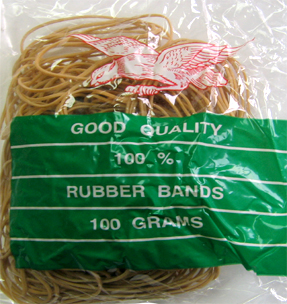 GOOD QUALITY
100 %
RUBBER BANDS
100 GRAMS